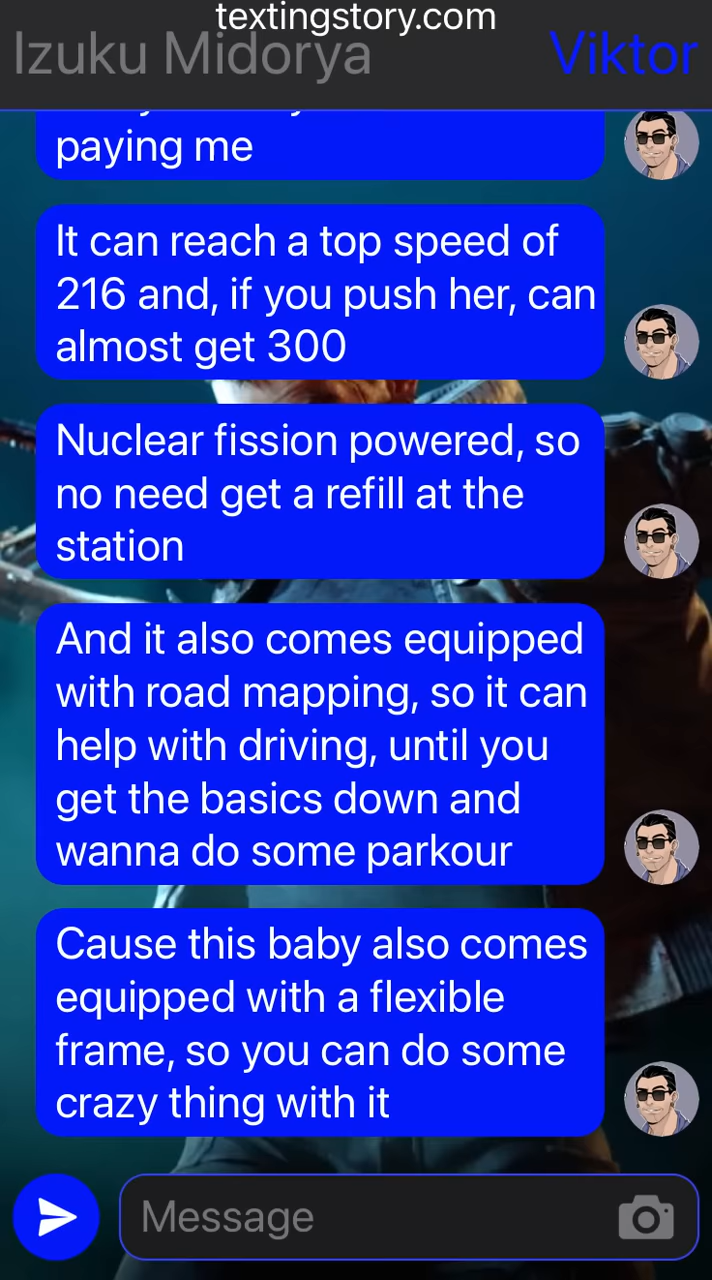 textingstory.com
Izuku Midorya
Viktor
paying me
It can reach a top speed of
216 and, if you push her, can
almost get 300
Nuclear fission powered, so
no need get a refill at the
station
And it also comes equipped
with road mapping, so it can
help with driving, until you
get the basics down and
wanna do some parkour
Cause this baby also comes
equipped with a flexible
frame, so you can do some
crazy thing with it
Message